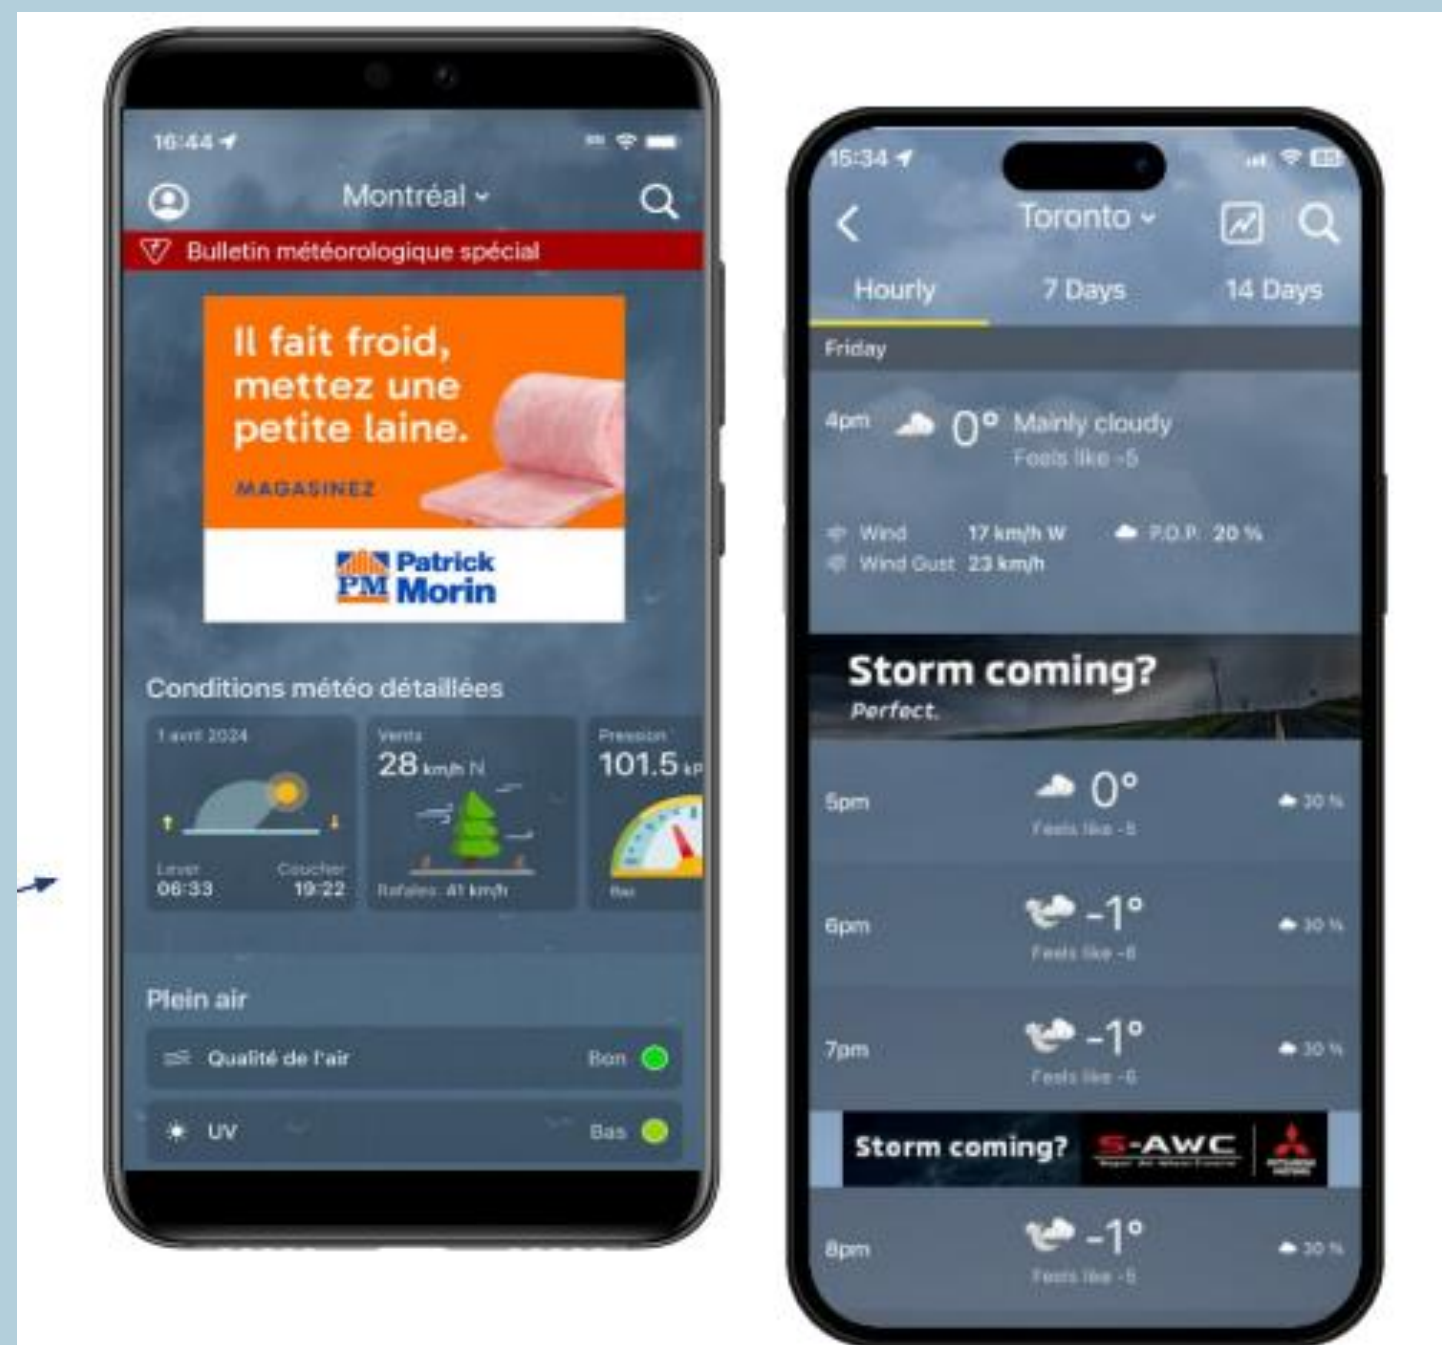 16:44
Montréal
Bulletin météorologique spécial
Il fait froid,
mettez une
petite laine.
MAGASINEZ
PM Patrick
Morin
Conditions météo détaillées
1 avril 2024
Lever
06:33
Coucher
19:22
Vents
28 km/h N
Rafales 41 km/h
Pression
101.5
Bas
Plein air
Qualité de l'air Bon
UV Bas
15:34
Toronto
Hourly 7 Days 14 Days
Friday
4pm 0° Mainly cloudy
Feels like -5
Wind 17 km/h W P.O.P. 20 %
Wind Gust 23 km/h
Storm coming?
Perfect.
5pm 0° 30 %
Feels like -5
6pm -1° 30 %
Feels like -6
7pm -1° 30 %
Feels like -6
Storm coming? S-AWC
8pm -1° 30 %
Feels like -5